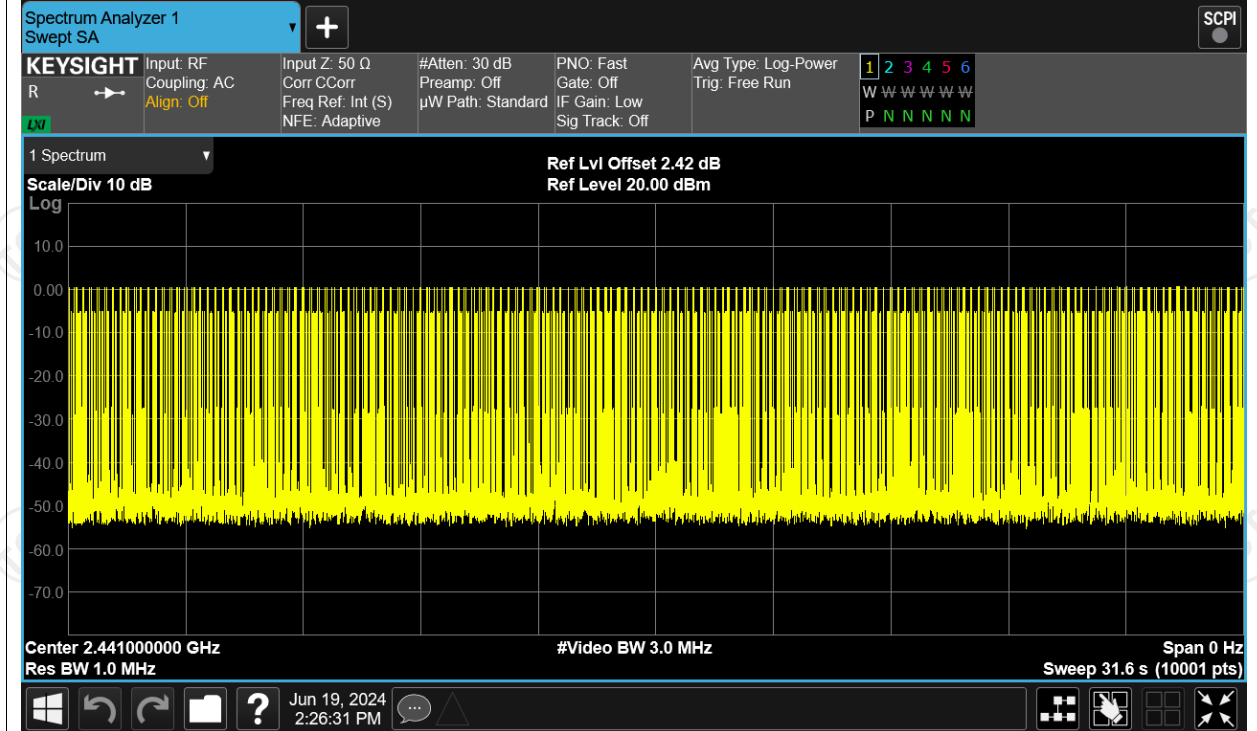 Spectrum Analyzer 1
Swept SA
SCPI
KEYSIGHT
R
LXI
Input: RF
Coupling: AC
Align: Off
Input Z: 50 Ω
Corr CCorr
Freq Ref: Int (S)
NFE: Adaptive
#Atten: 30 dB
Preamp: Off
µW Path: Standard
PNO: Fast
Gate: Off
IF Gain: Low
Sig Track: Off
Avg Type: Log-Power
Trig: Free Run
1 2 3 4 5 6
W W W W W W
P N N N N N
1 Spectrum
Scale/Div 10 dB
Ref Lvl Offset 2.42 dB
Ref Level 20.00 dBm
Log
10.0
0.00
-10.0
-20.0
-30.0
-40.0
-50.0
-60.0
-70.0
Center 2.441000000 GHz
Res BW 1.0 MHz
#Video BW 3.0 MHz
Span 0 Hz
Sweep 31.6 s (10001 pts)
?
Jun 19, 2024
2:26:31 PM